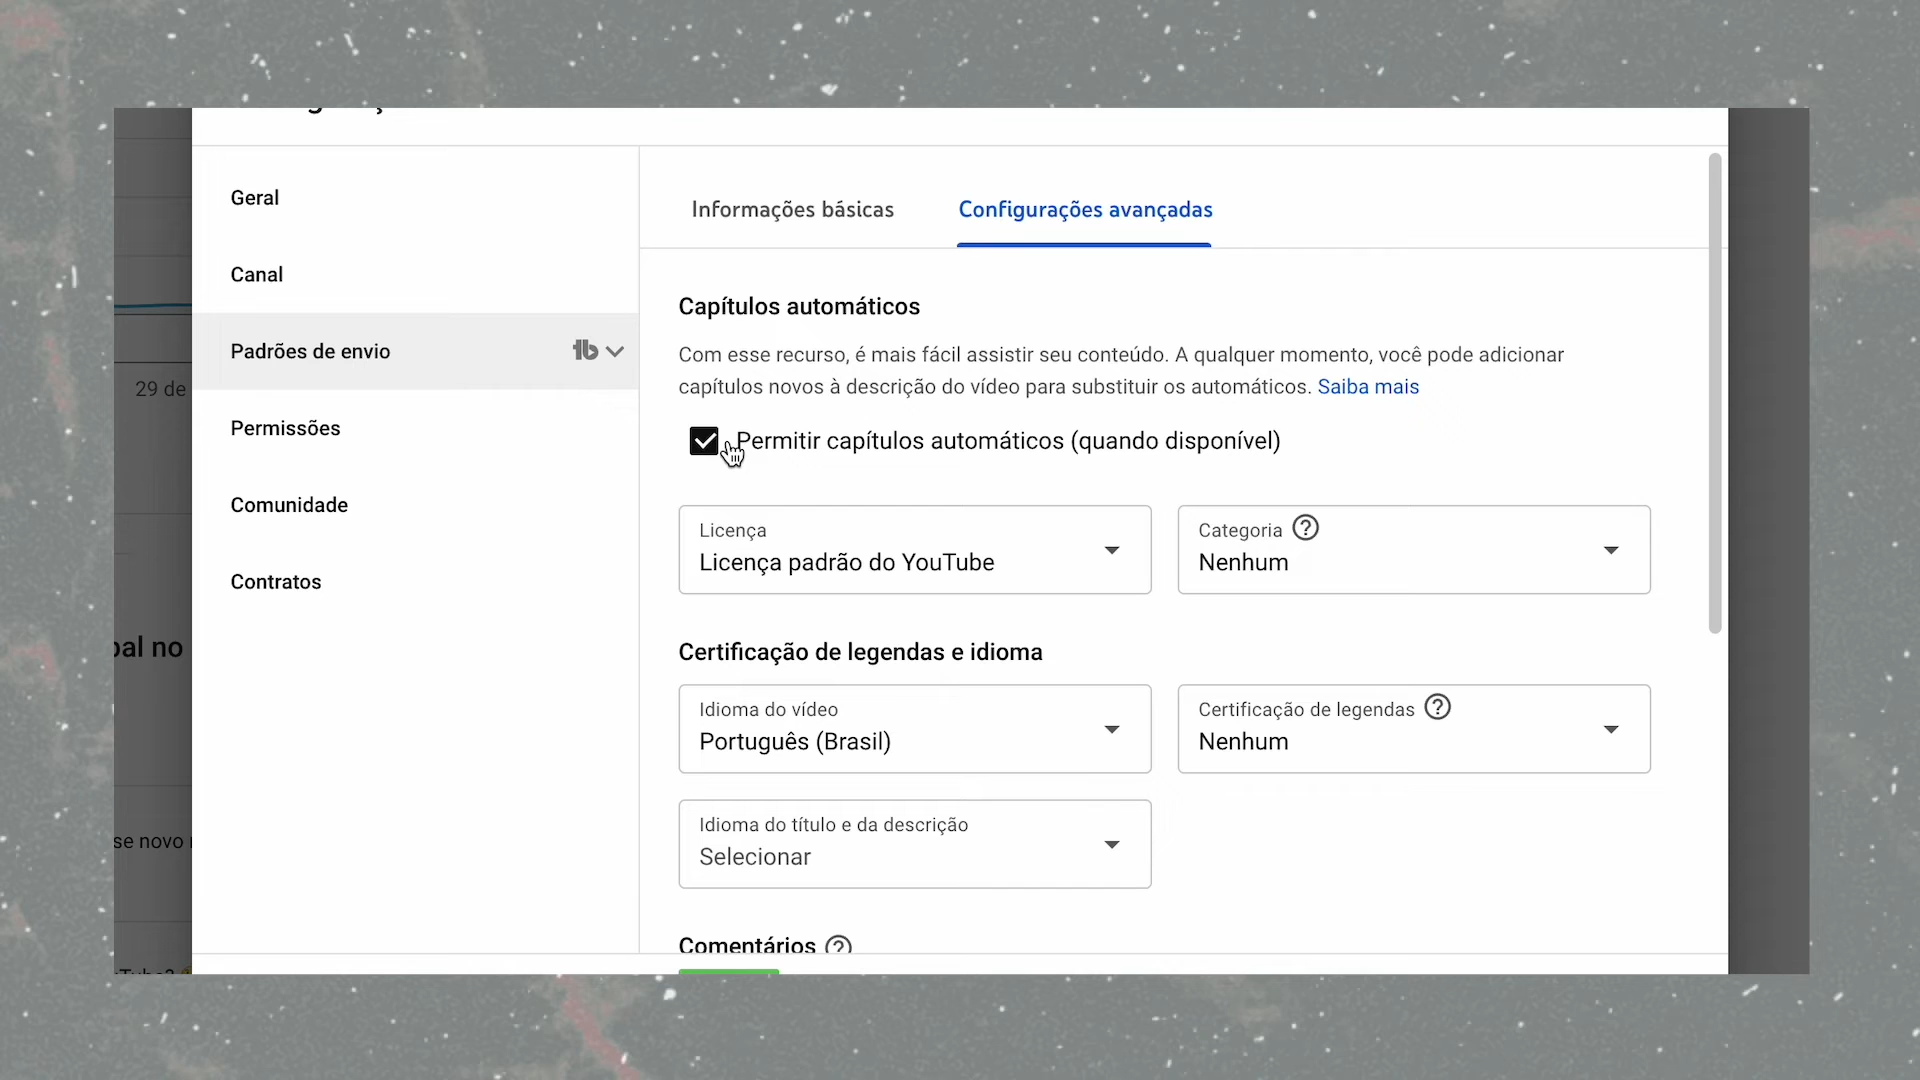 Geral
Canal
Padrões de envio
Permissões
Comunidade
Contratos
29 de
no
se novo
Informações básicas
Configurações avançadas
Capítulos automáticos
Com esse recurso, é mais fácil assistir seu conteúdo. A qualquer momento, você pode adicionar
capítulos novos à descrição do vídeo para substituir os automáticos. Saiba mais
Permitir capítulos automáticos (quando disponível)
Licença
Licença padrão do YouTube
Categoria
Nenhum
Certificação de legendas e idioma
Idioma do vídeo
Português (Brasil)
Certificação de legendas
Nenhum
Idioma do título e da descrição
Selecionar
Comentários